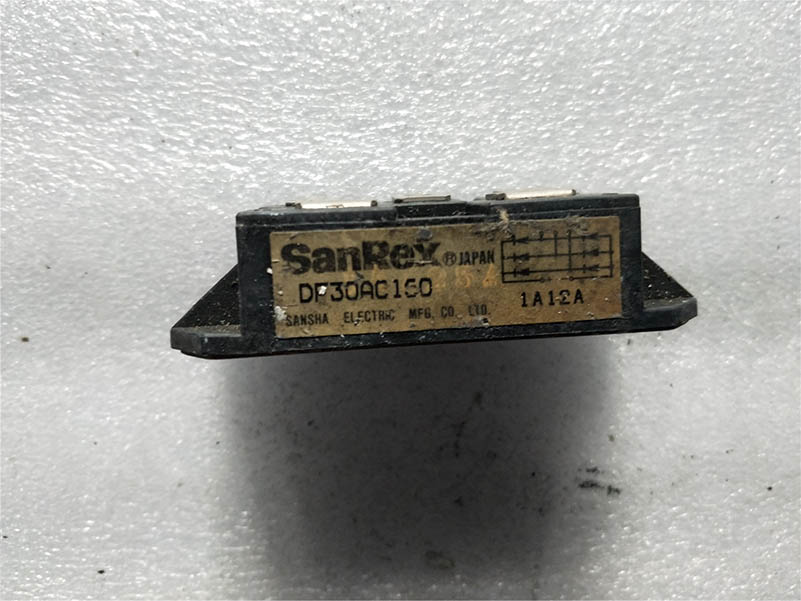 SanRex ® JAPAN
DF30AC160
1A12A
SANSHA ELECTRIC MFG. CO., LTD.